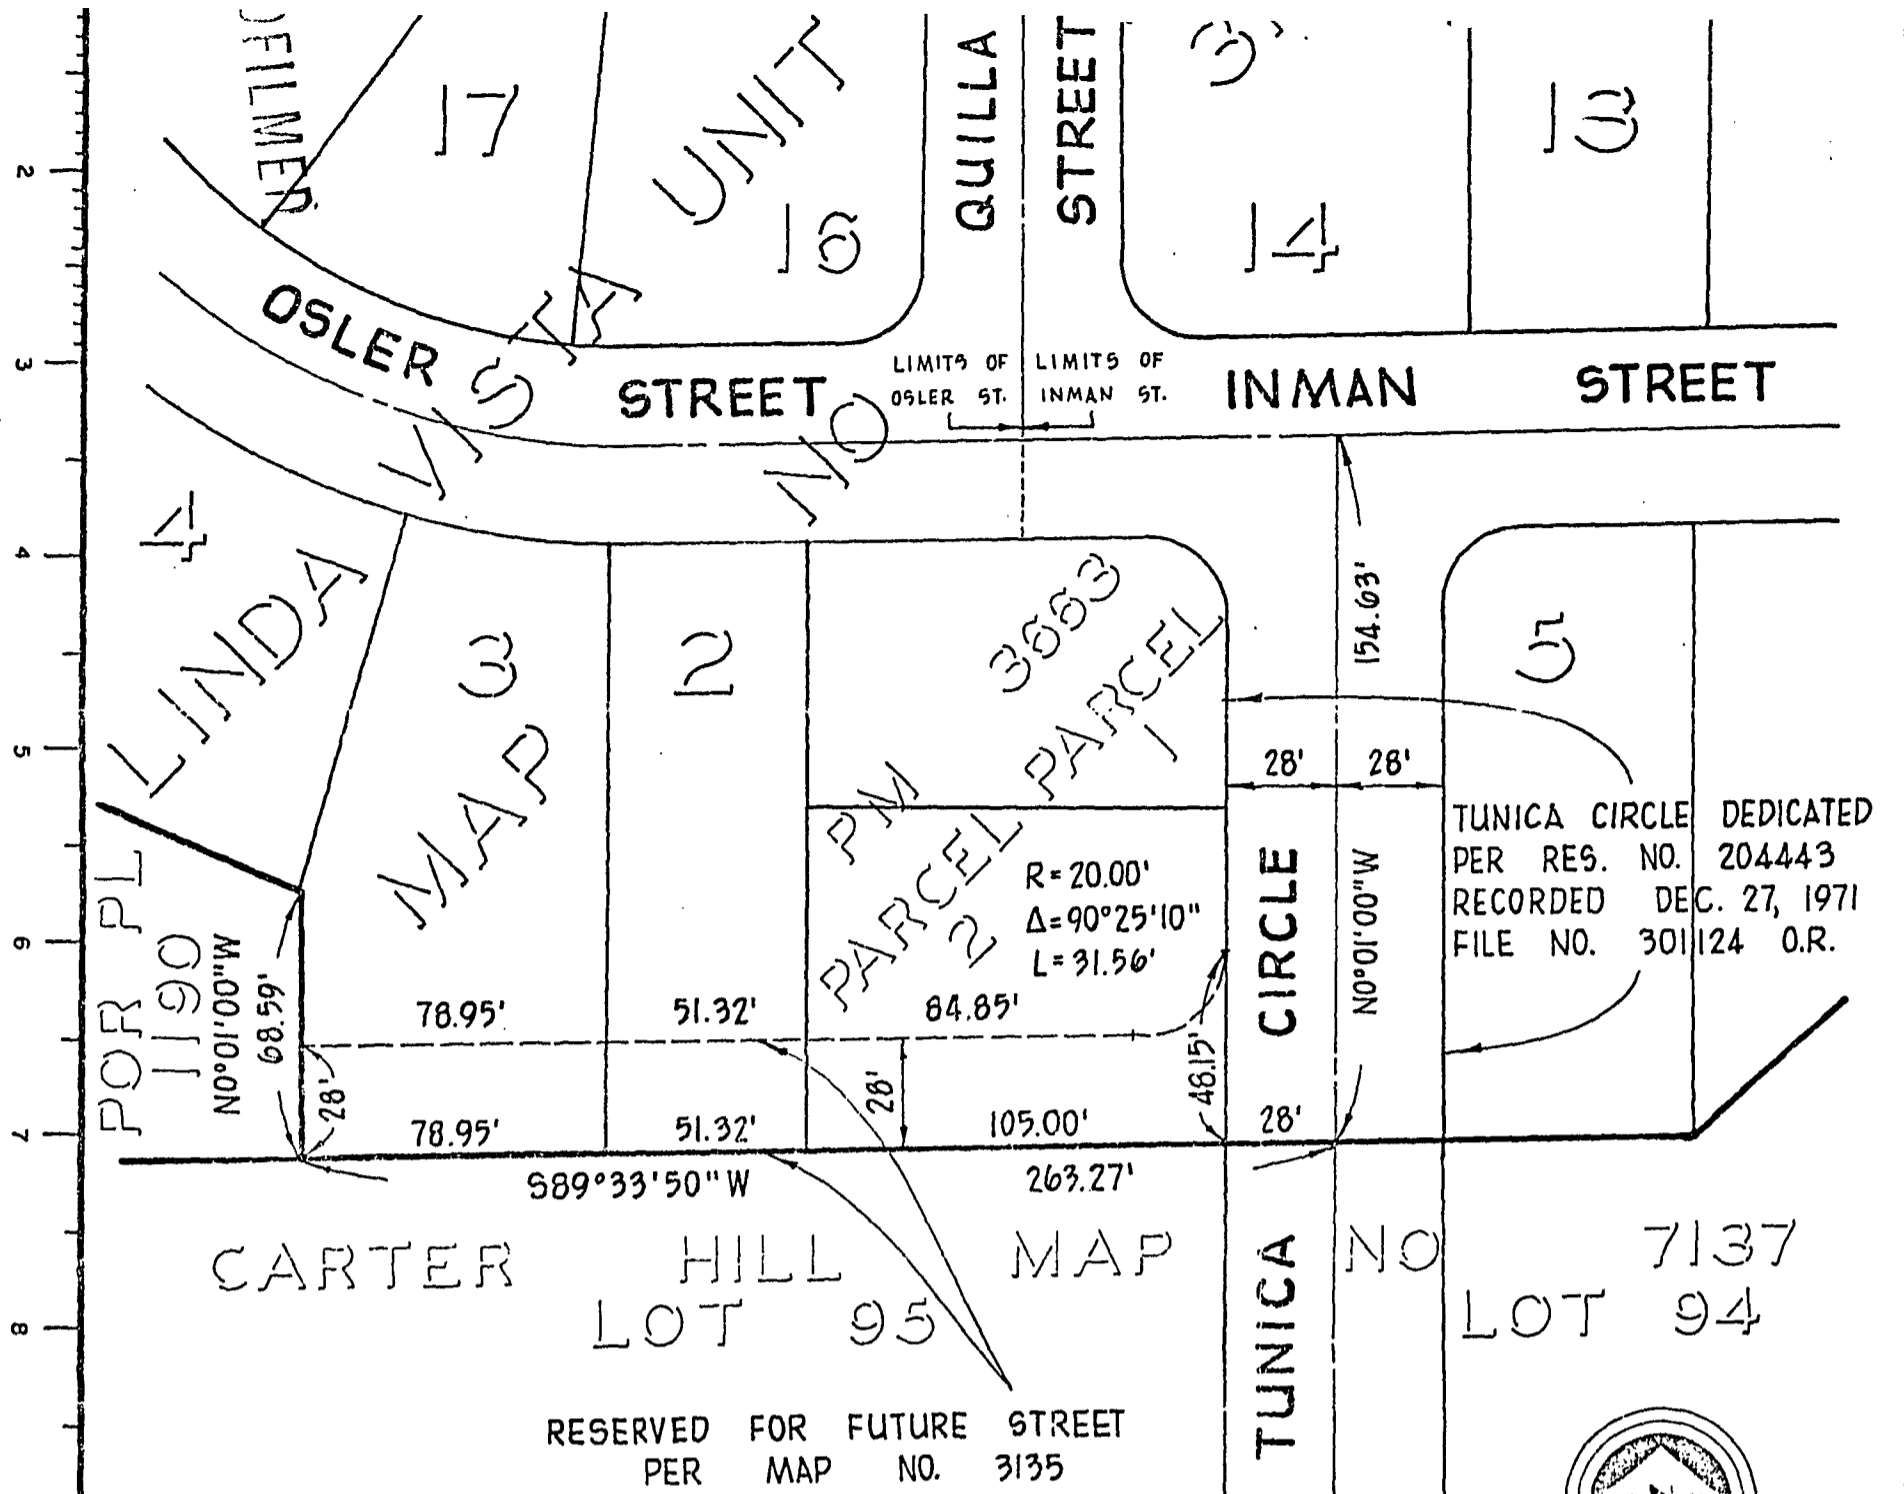 OFILMED
17
UNIT
16
QUILLA
STREET
3
14
13
2
3
4
5
6
7
8
OSLER
STREET
LIMITS OF
OSLER ST.
LIMITS OF
INMAN ST.
INMAN
STREET
VISTA
NO
4
LINDA
3
MAP
2
3663
PM
PARCEL
1
PARCEL
2
R=20.00'
Δ=90°25'10"
L=31.56'
154.63'
5
28'
28'
TUNICA CIRCLE DEDICATED
PER RES. NO. 204443
RECORDED DEC. 27, 1971
FILE NO. 301124 O.R.
POR PL
1190
N0°01'00"W
68.59'
28'
78.95'
51.32'
84.85'
28'
48.15'
CIRCLE
N0°01'00"W
78.95'
51.32'
105.00'
28'
S89°33'50"W
263.27'
CARTER HILL MAP NO 7137
LOT 95
LOT 94
TUNICA
RESERVED FOR FUTURE STREET
PER MAP NO. 3135